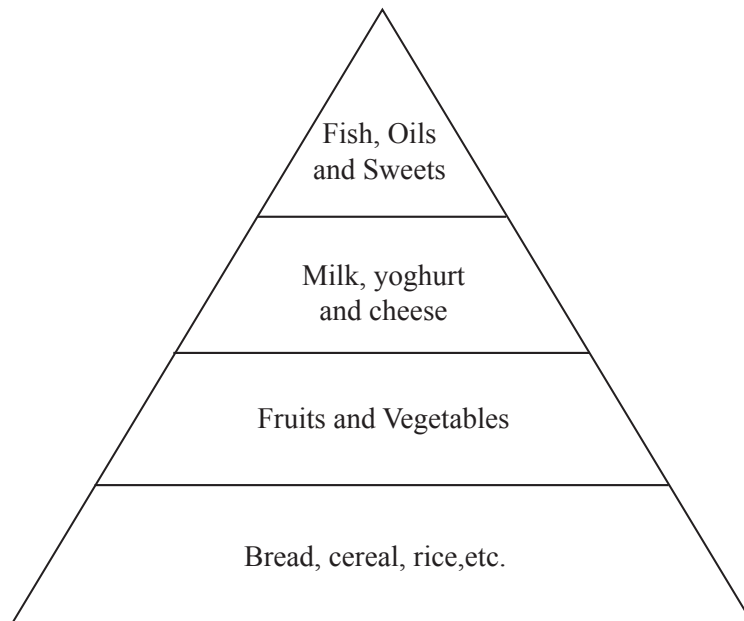 Fish, Oils
and Sweets
Milk, yoghurt
and cheese
Fruits and Vegetables
Bread, cereal, rice,etc.